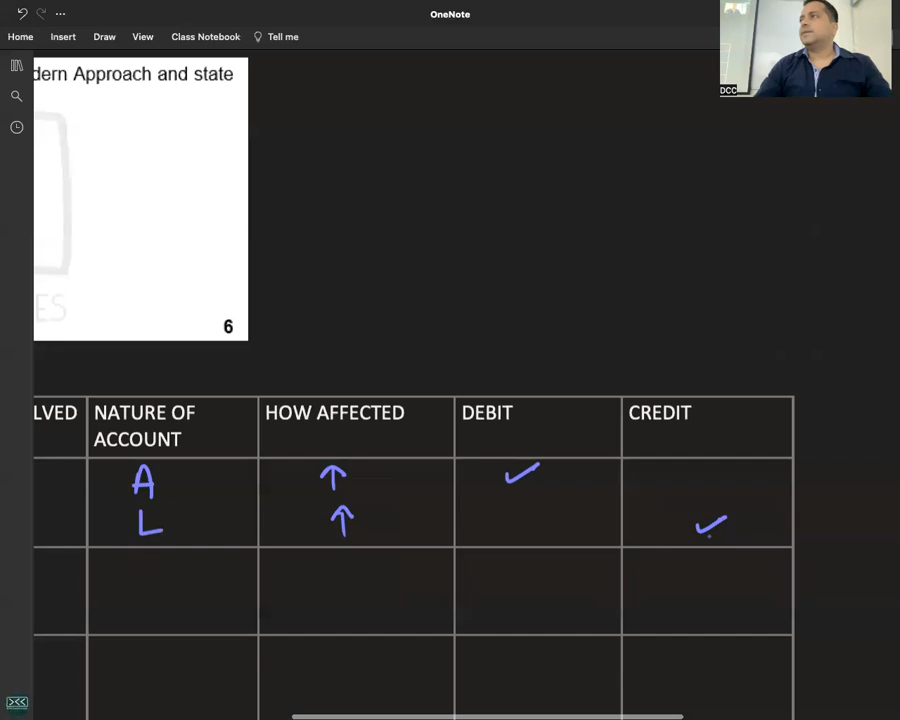 OneNote
Home Insert Draw View Class Notebook Tell me
DCC
dern Approach and state
ES
6
LVED NATURE OF ACCOUNT HOW AFFECTED DEBIT CREDIT
A ↑ ✓
L ↑ ✓